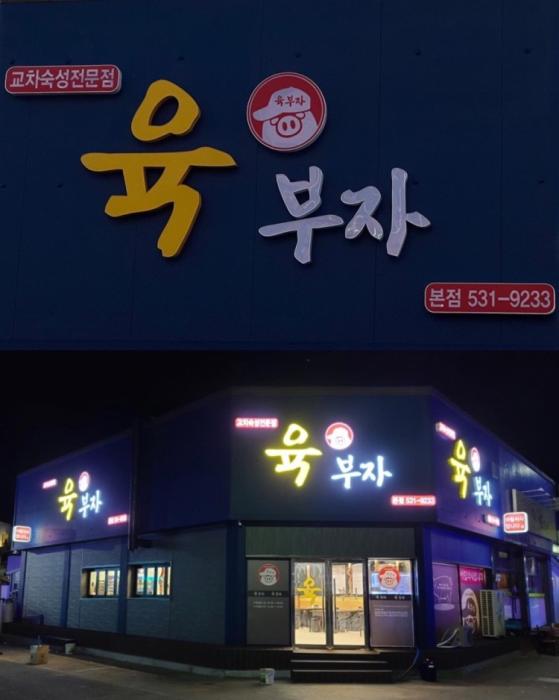 교차숙성전문점
육부자
육
부자
본점 531-9233
교차숙성전문점
육
부자
본점 531-9233
육
부자
육
부자
육